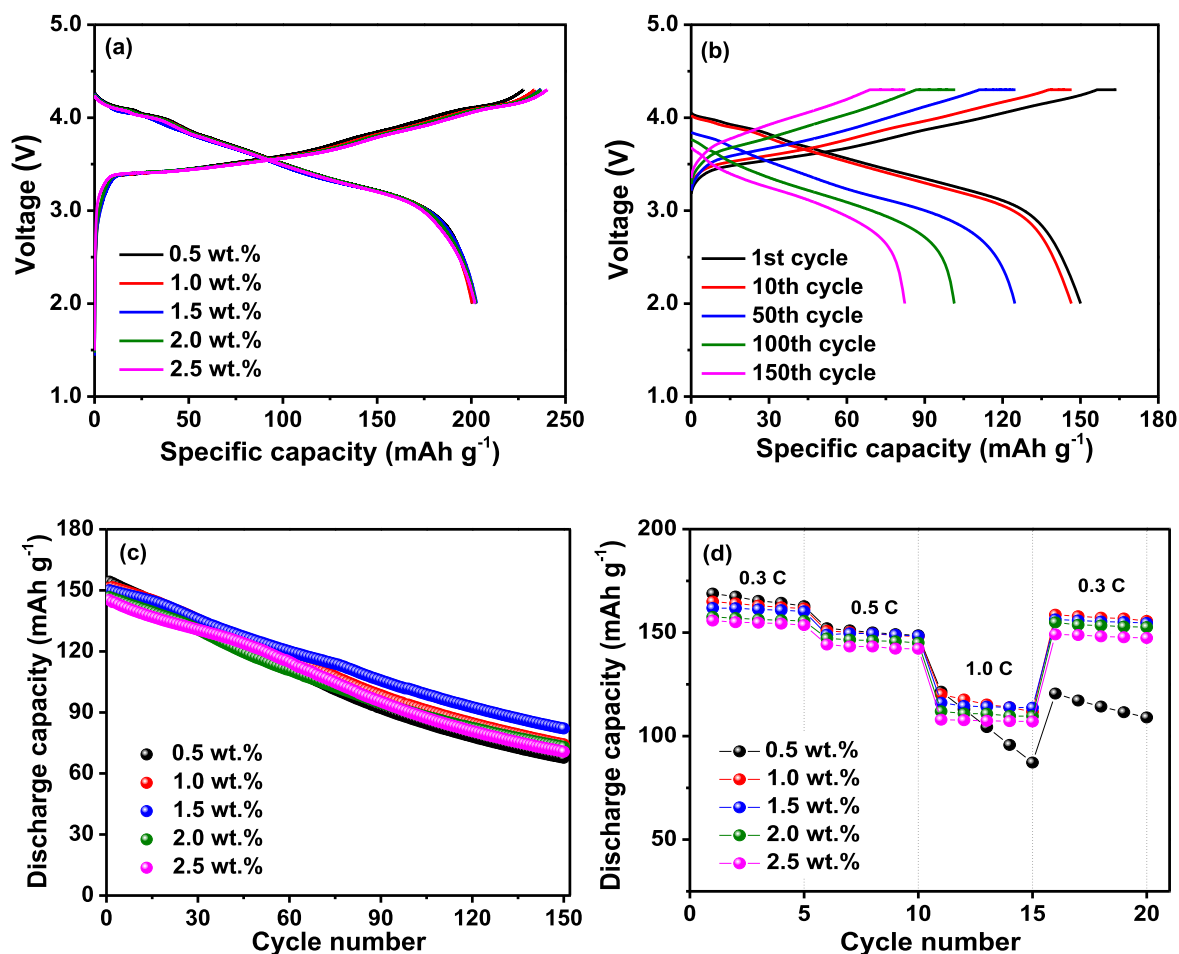 (a)
5.0
4.0
3.0
2.0
1.0
Voltage (V)
0.5 wt.%
1.0 wt.%
1.5 wt.%
2.0 wt.%
2.5 wt.%
0 50 100 150 200 250
Specific capacity (mAh g⁻¹)
(b)
5.0
4.0
3.0
2.0
1.0
Voltage (V)
1st cycle
10th cycle
50th cycle
100th cycle
150th cycle
0 30 60 90 120 150 180
Specific capacity (mAh g⁻¹)
(c)
180
150
120
90
60
30
0
Discharge capacity (mAh g⁻¹)
0.5 wt.%
1.0 wt.%
1.5 wt.%
2.0 wt.%
2.5 wt.%
0 30 60 90 120 150
Cycle number
(d)
200
150
100
50
Discharge capacity (mAh g⁻¹)
0.3 C
0.5 C
1.0 C
0.3 C
0.5 wt.%
1.0 wt.%
1.5 wt.%
2.0 wt.%
2.5 wt.%
0 5 10 15 20
Cycle number